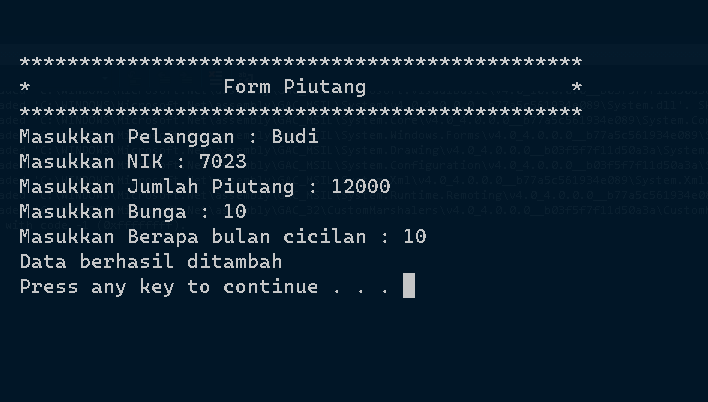 ***********************************************
*                Form Piutang                 *
***********************************************
Masukkan Pelanggan : Budi
Masukkan NIK : 7023
Masukkan Jumlah Piutang : 12000
Masukkan Bunga : 10
Masukkan Berapa bulan cicilan : 10
Data berhasil ditambah
Press any key to continue . . .